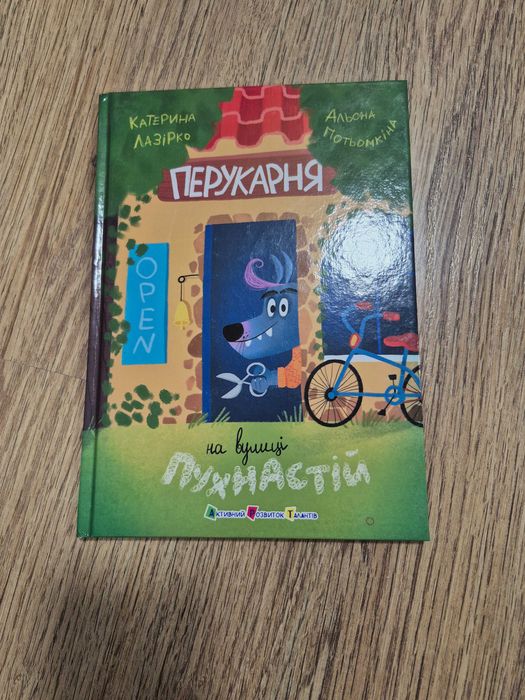 Катерина
Лазірко
Альона
Потьомкіна
ПЕРУКАРНЯ
OPEN
на вулиці
ПУХНАСТІЙ
Активний Розвиток Талантів